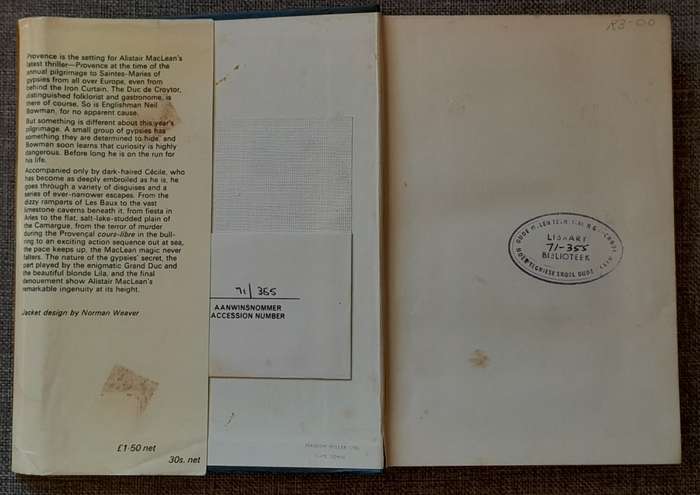 Provence is the setting for Alistair MacLean's
latest thriller—Provence at the time of the
annual pilgrimage to Saintes-Maries of
gypsies from all over Europe, even from
behind the Iron Curtain. The Duc de Croytor,
distinguished folklorist and gastronome, is
there of course. So is Englishman Neil
Bowman, for no apparent cause.
But something is different about this year's
pilgrimage. A small group of gypsies has
something they are determined to hide, and
Bowman soon learns that curiosity is highly
dangerous. Before long he is on the run for
his life.
Accompanied only by dark-haired Cécile, who
has become as deeply embroiled as he is, he
goes through a variety of disguises and a
series of ever-narrower escapes. From the
dizzy ramparts of Les Baux to the vast
limestone caverns beneath it, from fiesta in
Arles to the flat, salt-lake-studded plain of
the Camargue, from the terror of murder
during the Provençal cours-libre in the bull-
ring to an exciting action sequence out at sea,
the pace keeps up, the MacLean magic never
falters. The nature of the gypsies' secret, the
part played by the enigmatic Grand Duc and
the beautiful blonde Lila, and the final
denouement show Alistair MacLean's
remarkable ingenuity at its height.
Jacket design by Norman Weaver
£1·50 net
30s. net
71/365
AANWINSNOMMER
ACCESSION NUMBER
R3-00
LIBRARY
71-355
BIBLIOTEEK